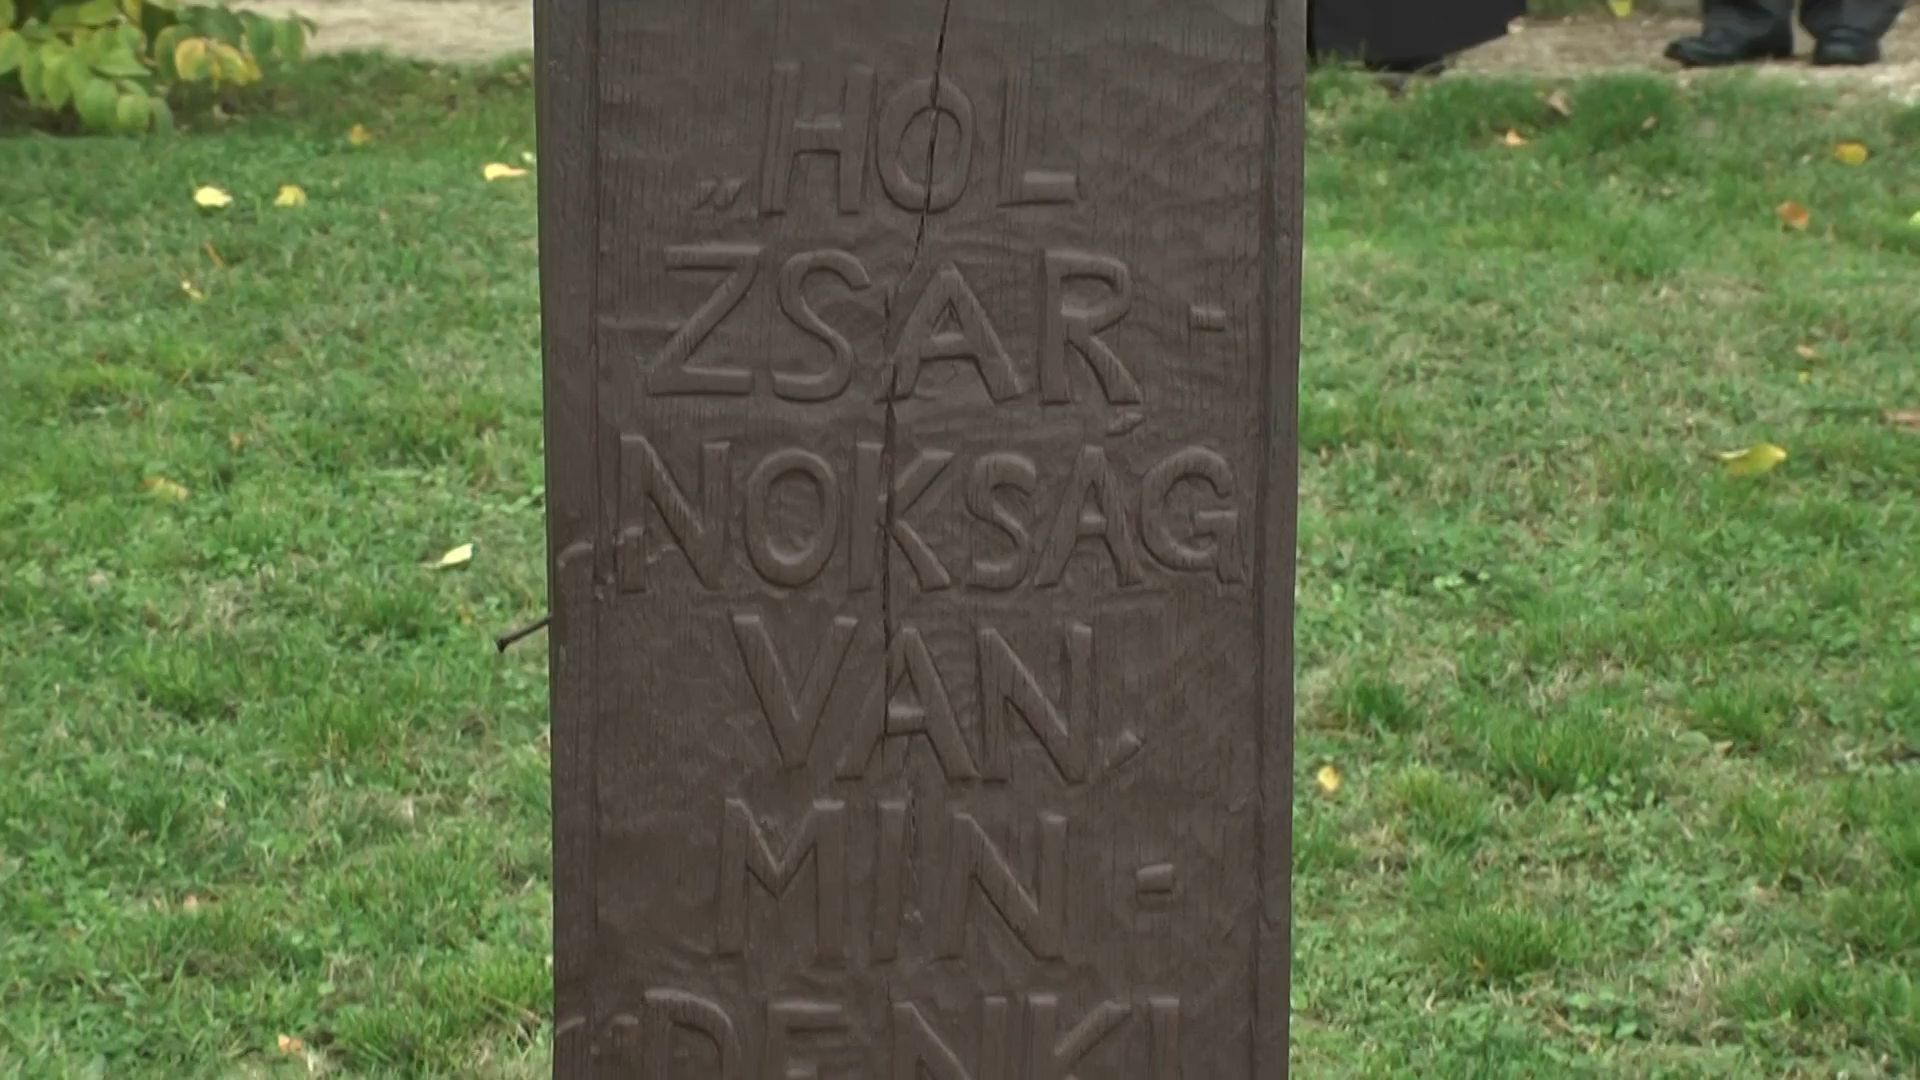 „HOL
ZSAR-
NOKSÁG
VAN,
MIN-
DENKI